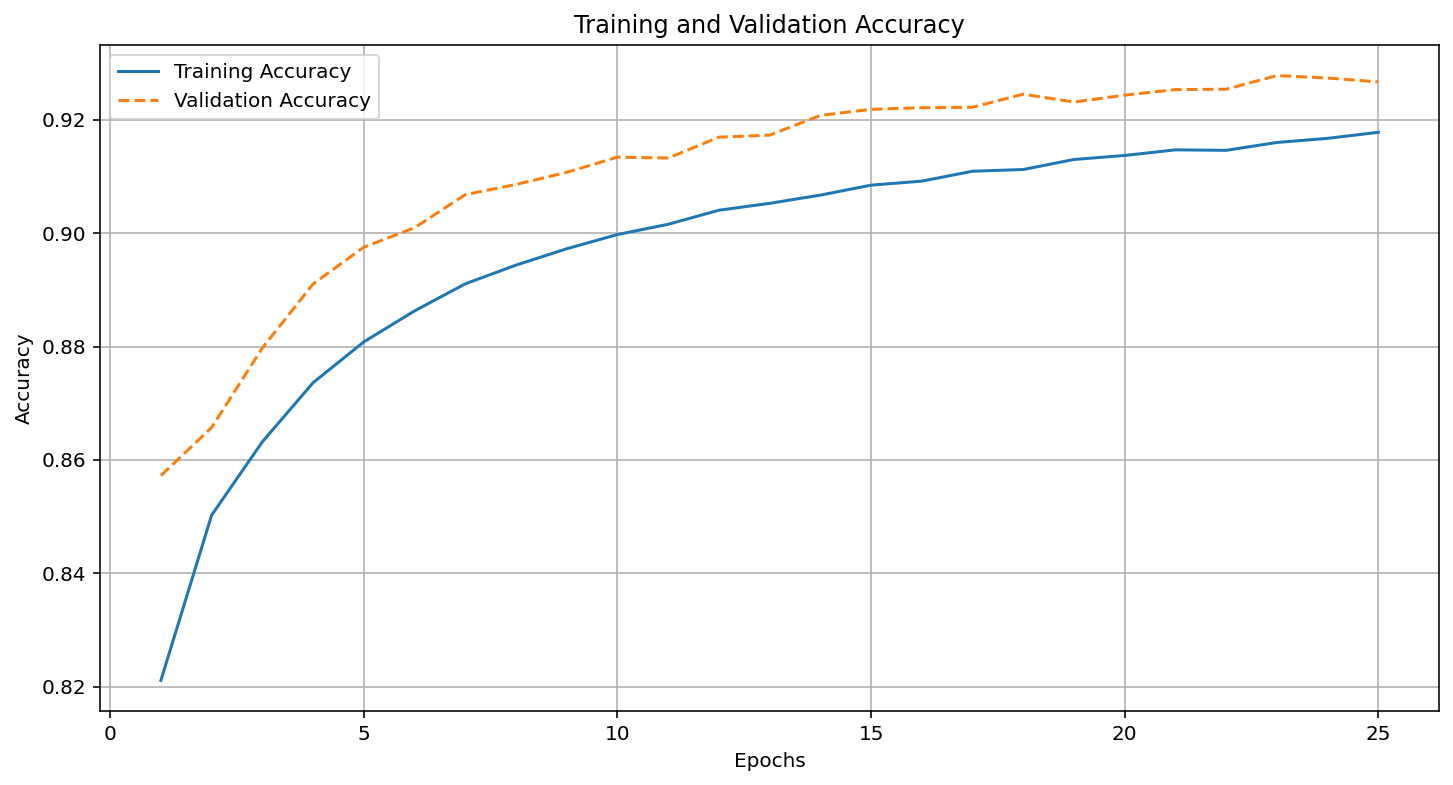 Training and Validation Accuracy
Training Accuracy
Validation Accuracy
0.92
0.90
0.88
0.86
0.84
0.82
Accuracy
0 5 10 15 20 25
Epochs